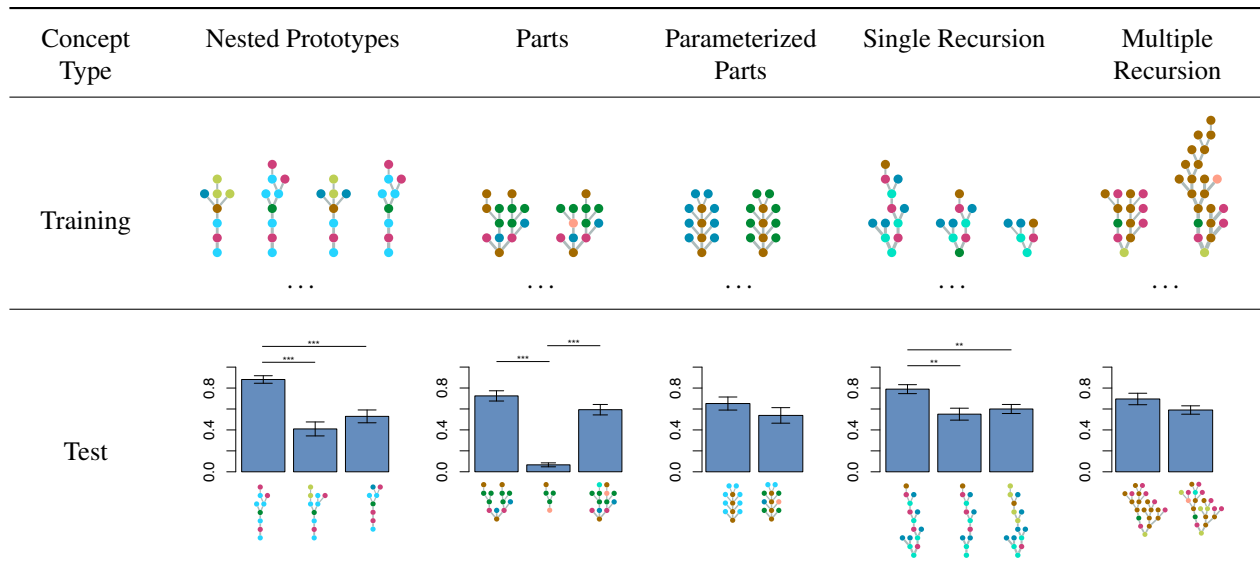 Concept Type
Nested Prototypes
Parts
Parameterized Parts
Single Recursion
Multiple Recursion
Training
. . .
. . .
. . .
. . .
. . .
Test
***
***
0.0 0.4 0.8
***
***
0.0 0.4 0.8
0.0 0.4 0.8
**
**
0.0 0.4 0.8
0.0 0.4 0.8